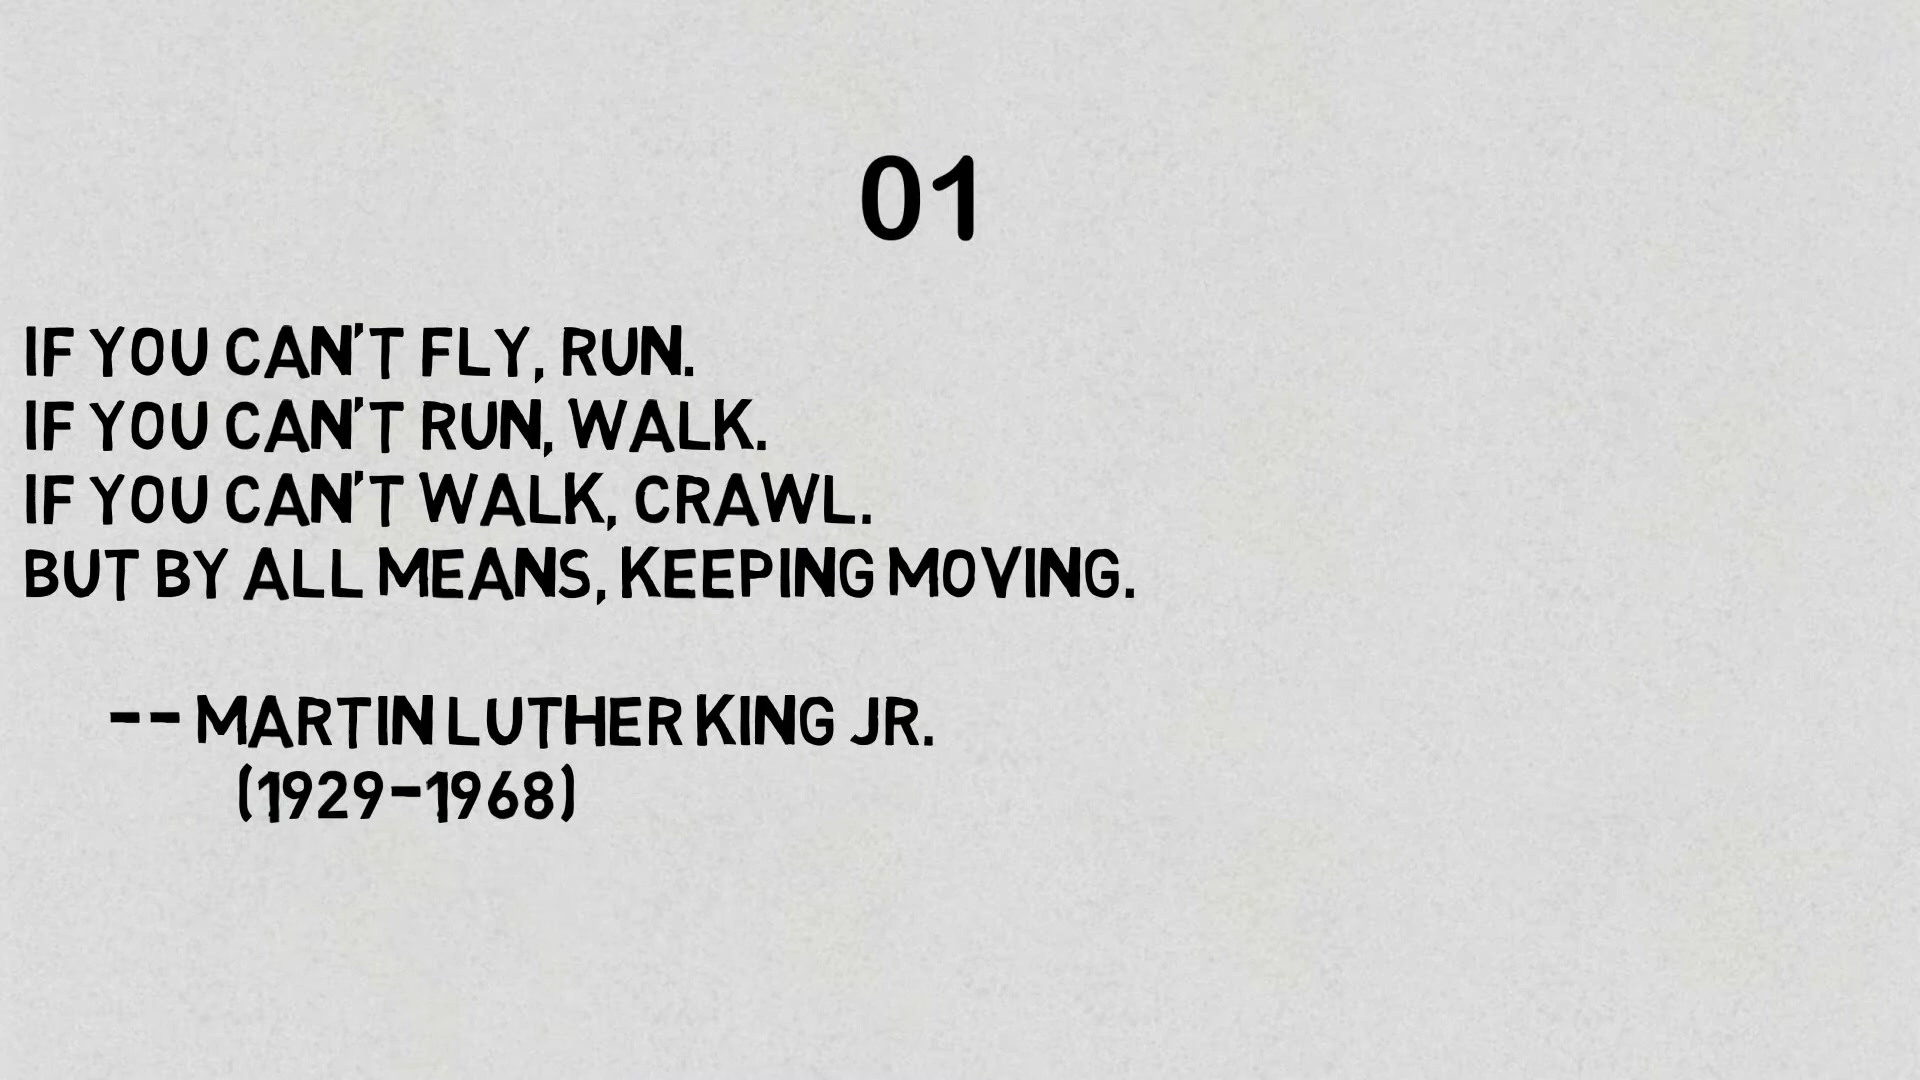 01
IF YOU CAN'T FLY, RUN.
IF YOU CAN'T RUN, WALK.
IF YOU CAN'T WALK, CRAWL.
BUT BY ALL MEANS, KEEPING MOVING.
-- MARTIN LUTHER KING JR.
(1929-1968)